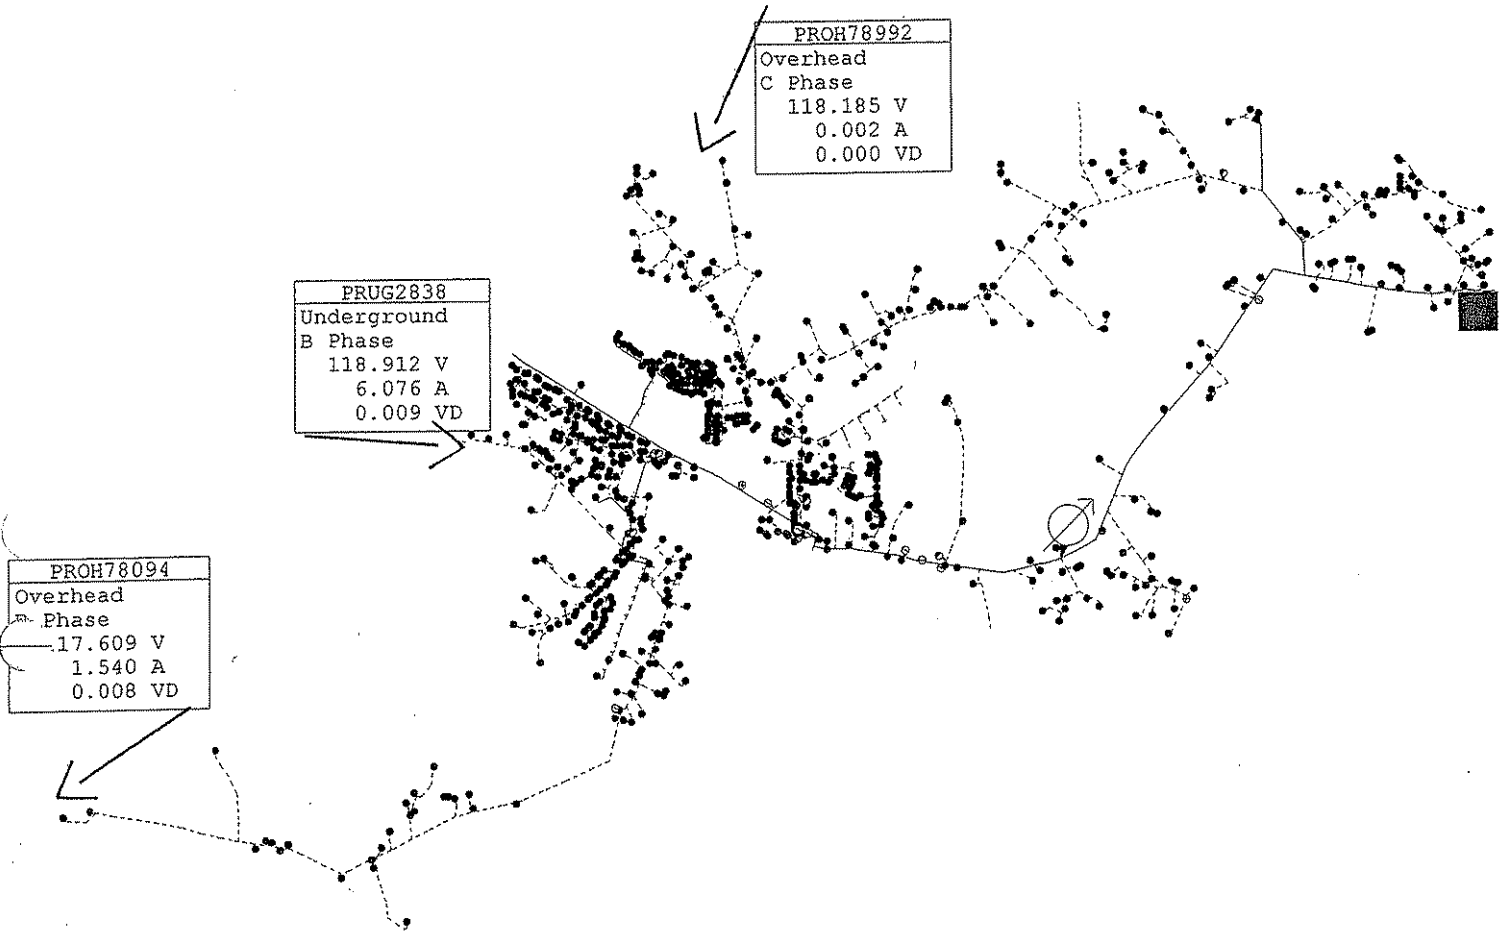 PROH78992
Overhead
C Phase
118.185 V
0.002 A
0.000 VD
PRUG2838
Underground
B Phase
118.912 V
6.076 A
0.009 VD
PROH78094
Overhead
Phase
17.609 V
1.540 A
0.008 VD